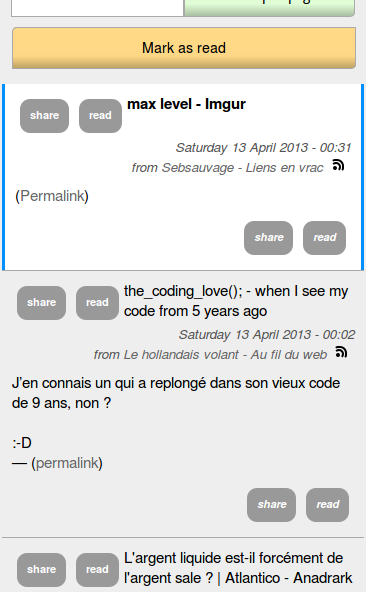 Mark as read
share read max level - Imgur
Saturday 13 April 2013 - 00:31
from Sebsauvage - Liens en vrac
(Permalink)
share read
share read the_coding_love(); - when I see my
code from 5 years ago
Saturday 13 April 2013 - 00:02
from Le hollandais volant - Au fil du web
J'en connais un qui a replongé dans son vieux code
de 9 ans, non ?
:-D
— (permalink)
share read
share read L'argent liquide est-il forcément de
l'argent sale ? | Atlantico - Anadrark